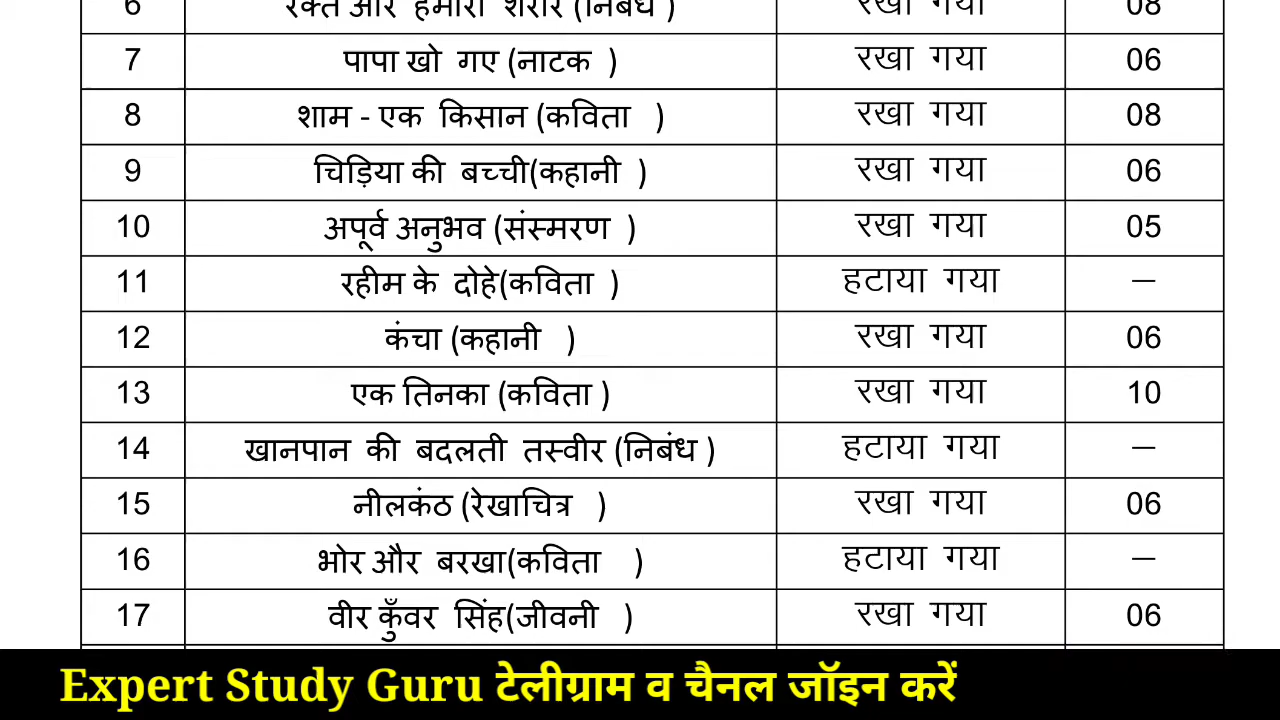 6 रक्त और हमारा शरीर (निबंध ) रखा गया 08
7 पापा खो गए (नाटक ) रखा गया 06
8 शाम - एक किसान (कविता ) रखा गया 08
9 चिड़िया की बच्ची(कहानी ) रखा गया 06
10 अपूर्व अनुभव (संस्मरण ) रखा गया 05
11 रहीम के दोहे(कविता ) हटाया गया —
12 कंचा (कहानी ) रखा गया 06
13 एक तिनका (कविता ) रखा गया 10
14 खानपान की बदलती तस्वीर (निबंध ) हटाया गया —
15 नीलकंठ (रेखाचित्र ) रखा गया 06
16 भोर और बरखा(कविता ) हटाया गया —
17 वीर कुँवर सिंह(जीवनी ) रखा गया 06
Expert Study Guru टेलीग्राम व चैनल जॉइन करें